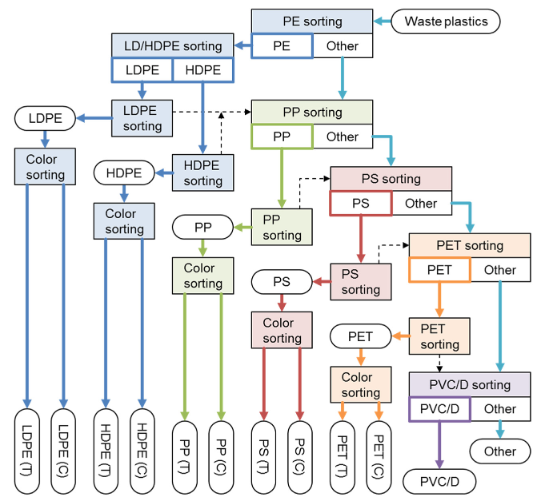 PE sorting
Waste plastics
LD/HDPE sorting
PE
Other
LDPE
HDPE
LDPE
LDPE
sorting
PP sorting
PP
Other
Color
sorting
HDPE
HDPE
sorting
PS sorting
PS
Other
Color
sorting
PP
PP
sorting
PET sorting
PET
Other
Color
sorting
PS
PS
sorting
Color
sorting
PET
PET
sorting
Color
sorting
PVC/D sorting
PVC/D
Other
LDPE (T)
LDPE (C)
HDPE (T)
HDPE (C)
PP (T)
PP (C)
PS (T)
PS (C)
PET (T)
PET (C)
Other
PVC/D